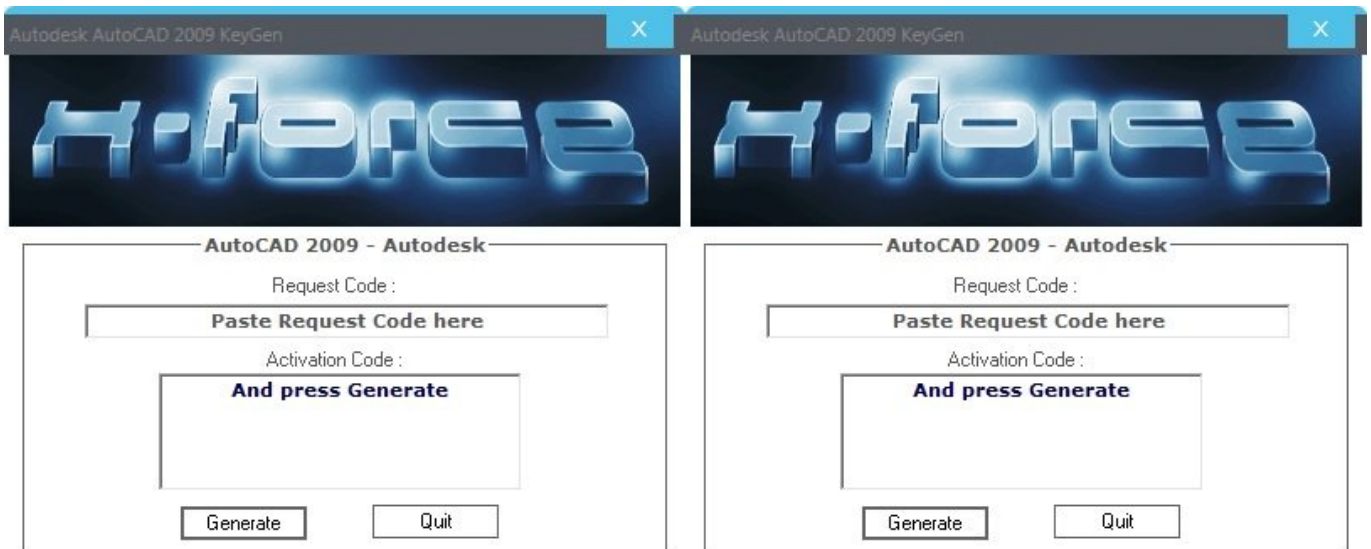 Autodesk AutoCAD 2009 KeyGen
X
x-force
AutoCAD 2009 - Autodesk
Request Code :
Paste Request Code here
Activation Code :
And press Generate
Generate
Quit
Autodesk AutoCAD 2009 KeyGen
X
x-force
AutoCAD 2009 - Autodesk
Request Code :
Paste Request Code here
Activation Code :
And press Generate
Generate
Quit